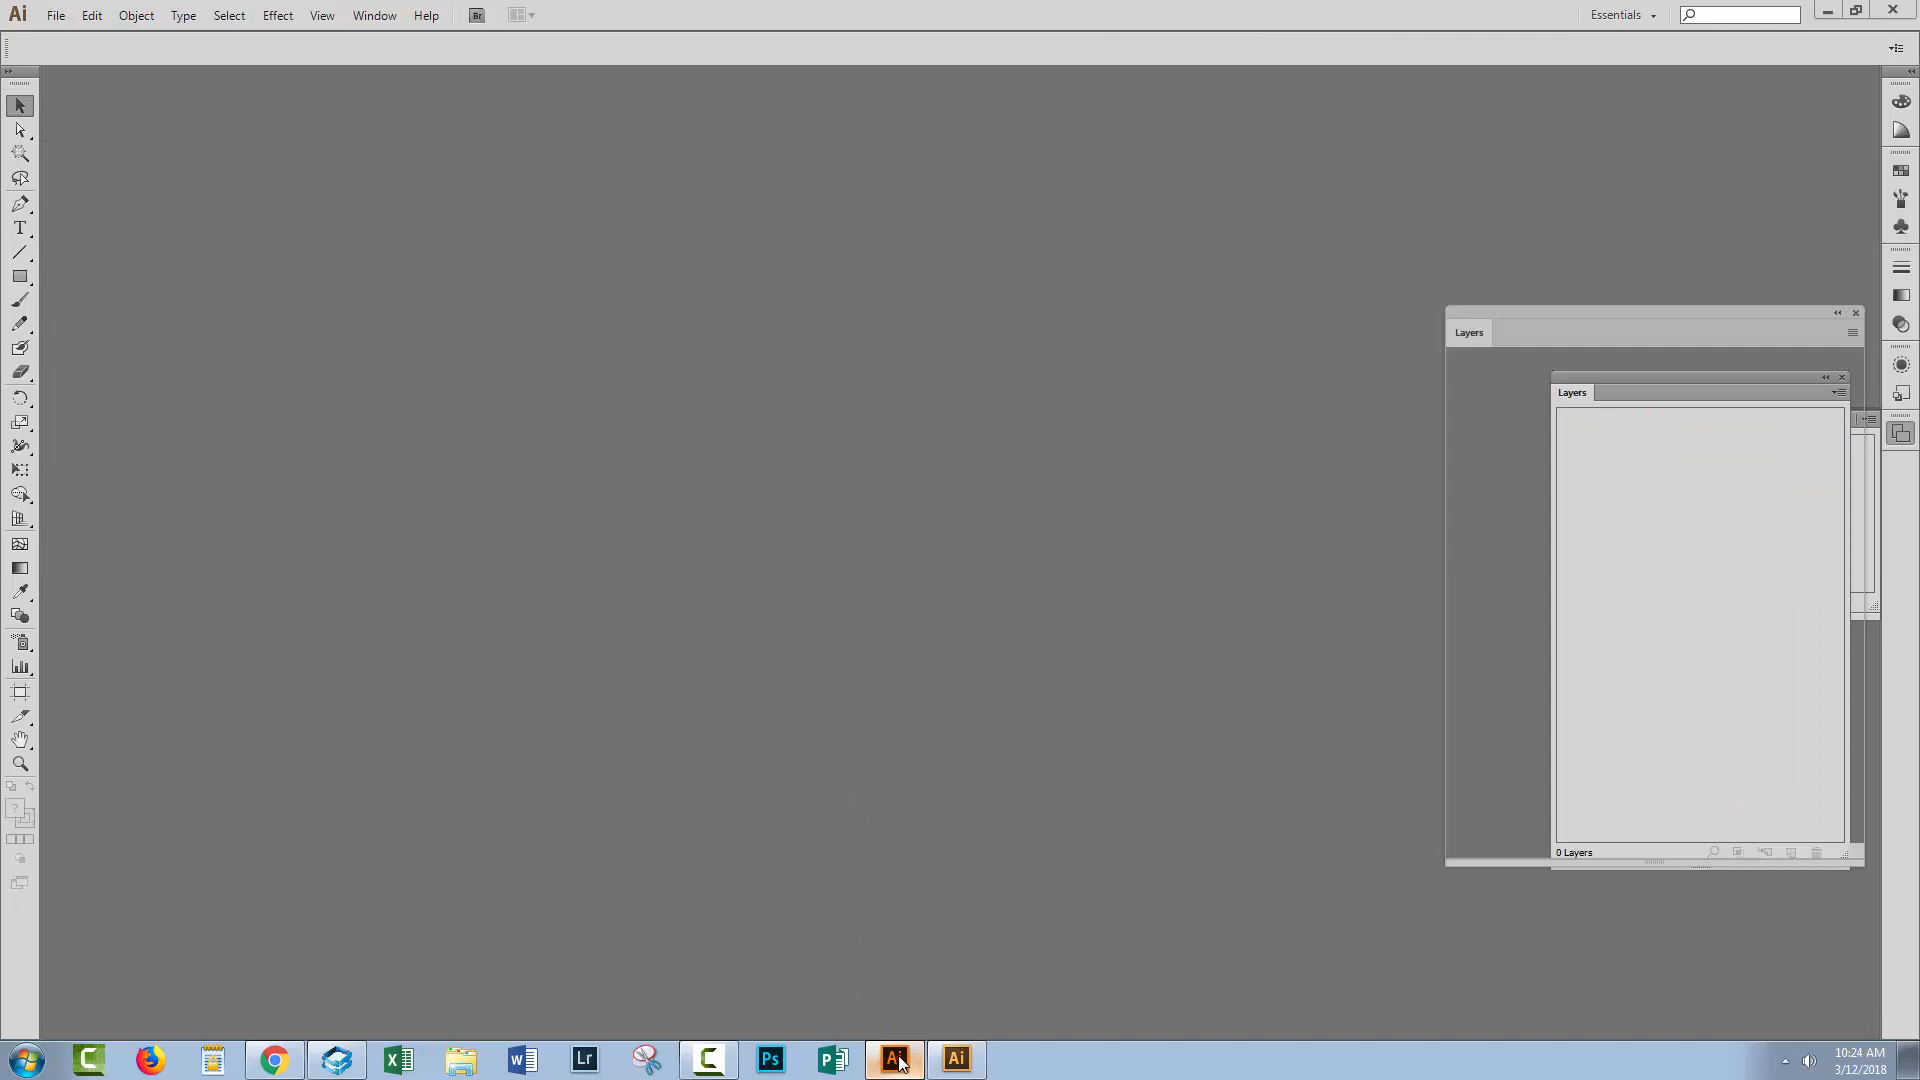 Ai File Edit Object Type Select Effect View Window Help Br Essentials
T
Layers
Layers
0 Layers
?
C X W Lr C Ps P Ai Ai
10:24 AM
3/12/2018